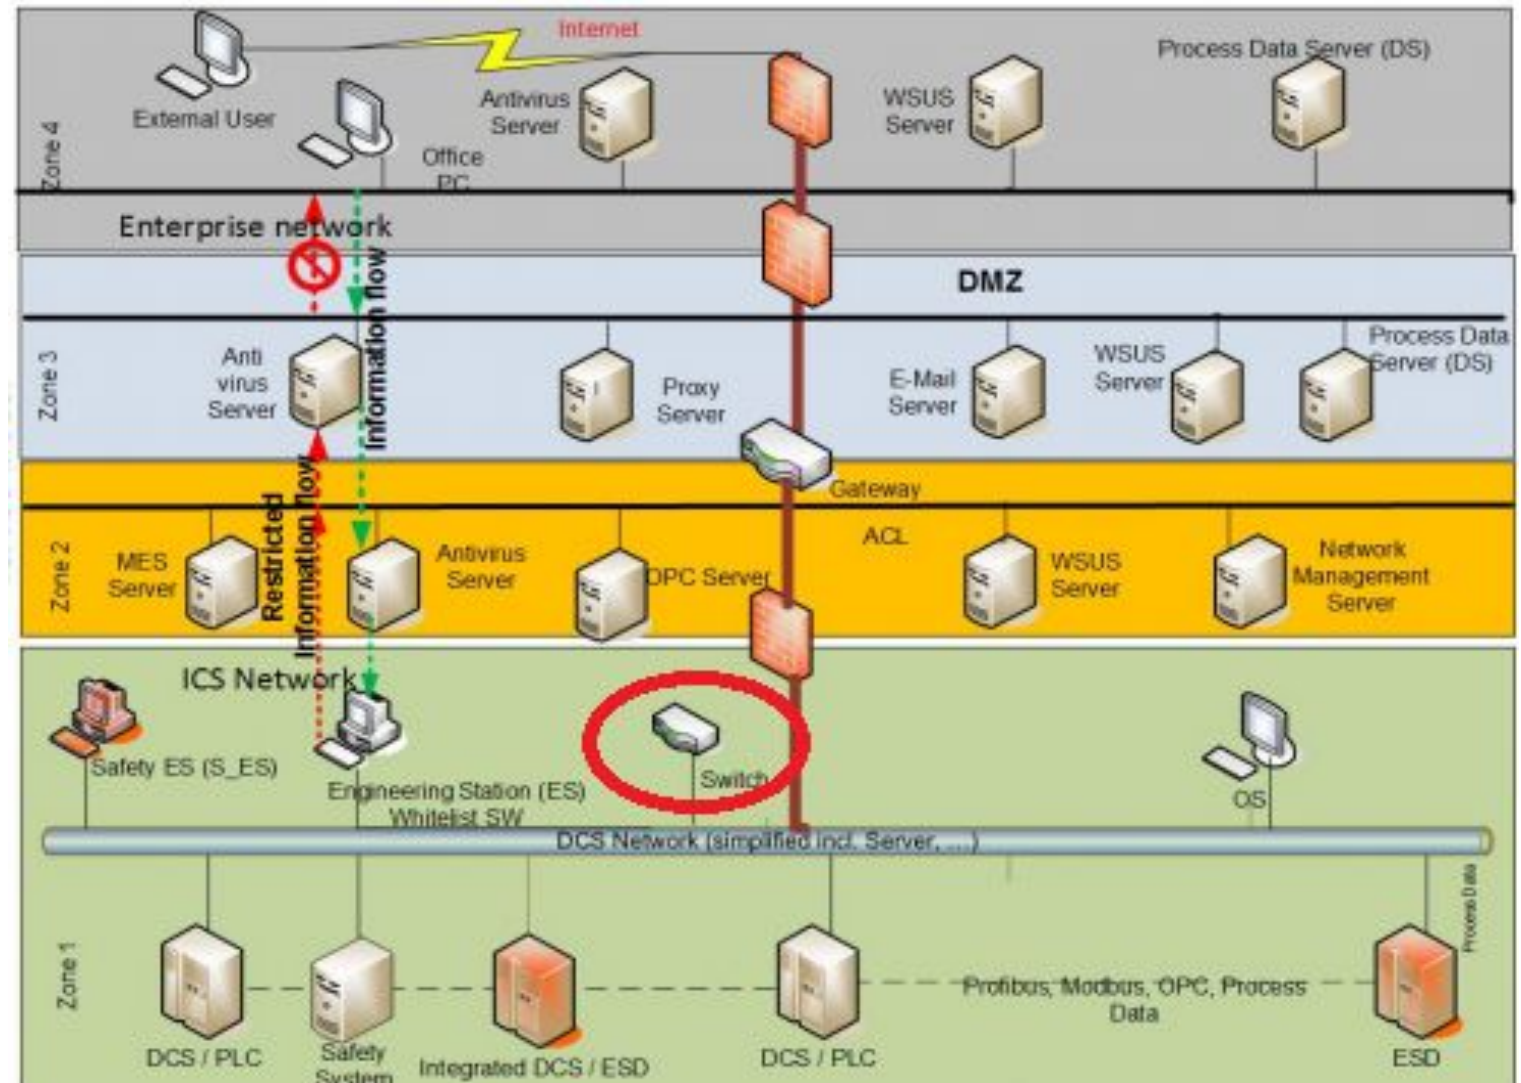 Internet
Process Data Server (DS)
External User
Antivirus
Server
WSUS
Server
Office
PC
Zone 4
Enterprise network
DMZ
Information flow
Zone 3
Anti
virus
Server
Proxy
Server
E-Mail
Server
WSUS
Server
Process Data
Server (DS)
Gateway
Restricted
Information flow
Zone 2
MES
Server
Antivirus
Server
OPC Server
ACL
WSUS
Server
Network
Management
Server
ICS Network
Safety ES (S_ES)
Engineering Station (ES)
Whitelist SW
Switch
OS
DCS Network (simplified incl. Server, ...)
Process Data
Zone 1
Profibus, Modbus, OPC, Process
Data
DCS / PLC
Safety
System
Integrated DCS / ESD
DCS / PLC
ESD